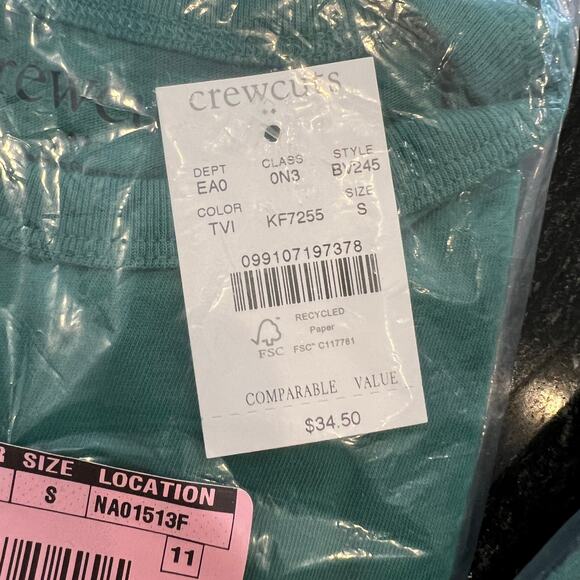 crewcuts
DEPT CLASS STYLE
EA0 0N3 BV245
COLOR SIZE
TVI KF7255 S
099107197378
RECYCLED
Paper
FSC FSC™ C117761
COMPARABLE VALUE
$34.50
SIZE LOCATION
S NA01513F
11